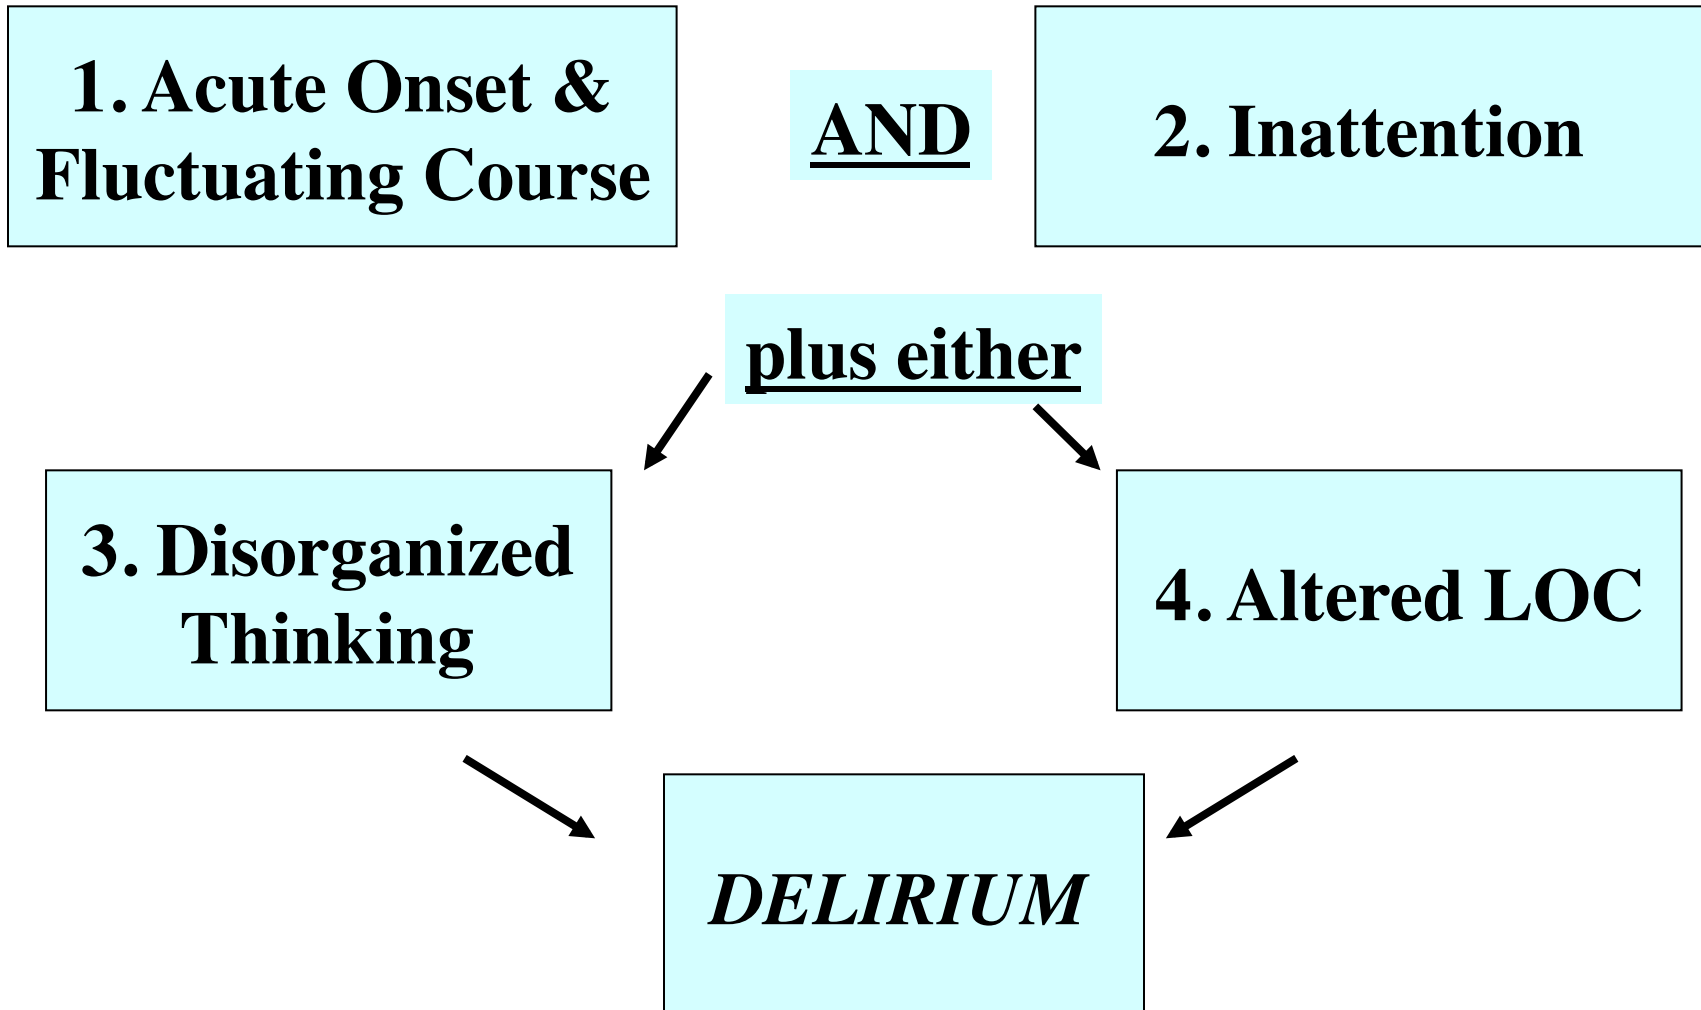 1. Acute Onset &
Fluctuating Course
AND
2. Inattention
plus either
3. Disorganized
Thinking
4. Altered LOC
DELIRIUM